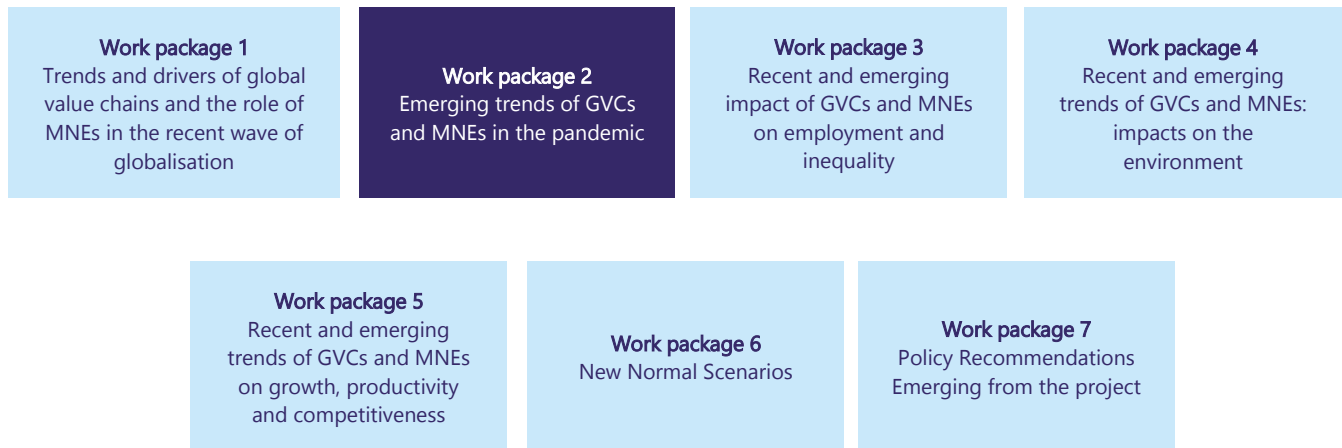 Work package 1
Trends and drivers of global
value chains and the role of
MNEs in the recent wave of
globalisation
Work package 2
Emerging trends of GVCs
and MNEs in the pandemic
Work package 3
Recent and emerging
impact of GVCs and MNEs
on employment and
inequality
Work package 4
Recent and emerging
trends of GVCs and MNEs:
impacts on the
environment
Work package 5
Recent and emerging
trends of GVCs and MNEs
on growth, productivity
and competitiveness
Work package 6
New Normal Scenarios
Work package 7
Policy Recommendations
Emerging from the project